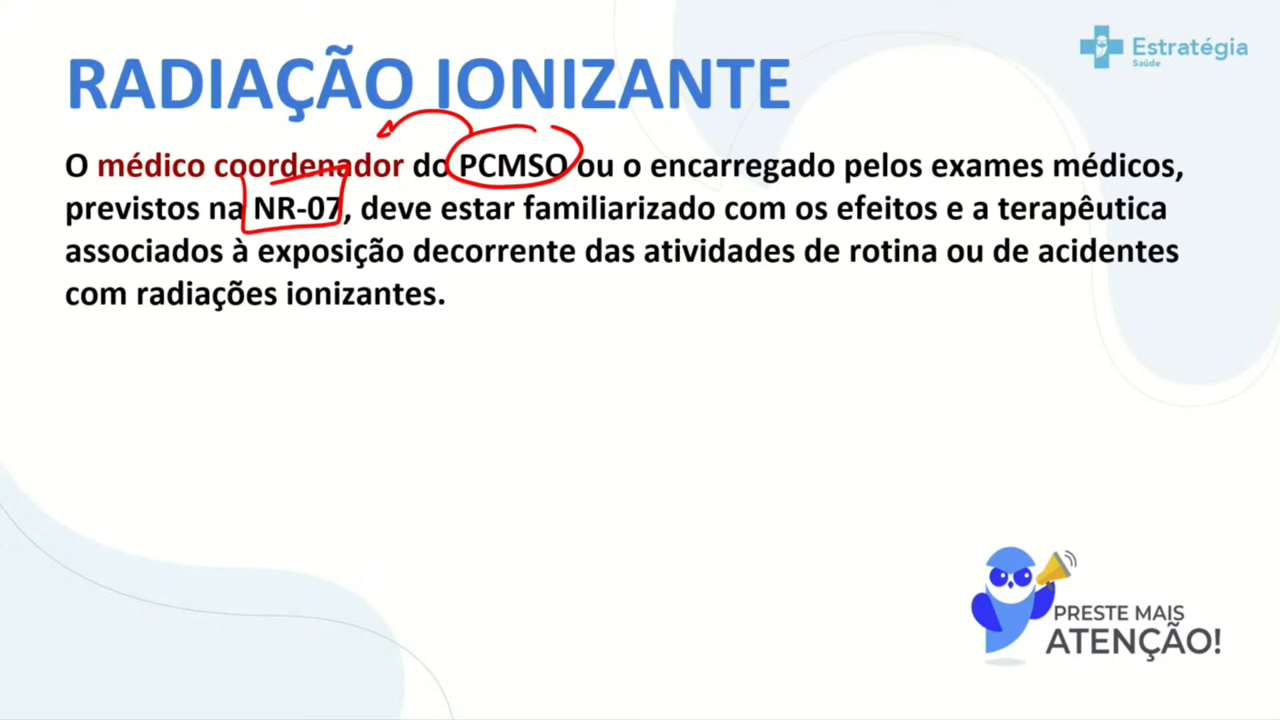 Estratégia
Saúde
RADIAÇÃO IONIZANTE
O médico coordenador do PCMSO ou o encarregado pelos exames médicos,
previstos na NR-07, deve estar familiarizado com os efeitos e a terapêutica
associados à exposição decorrente das atividades de rotina ou de acidentes
com radiações ionizantes.
PRESTE MAIS
ATENÇÃO!